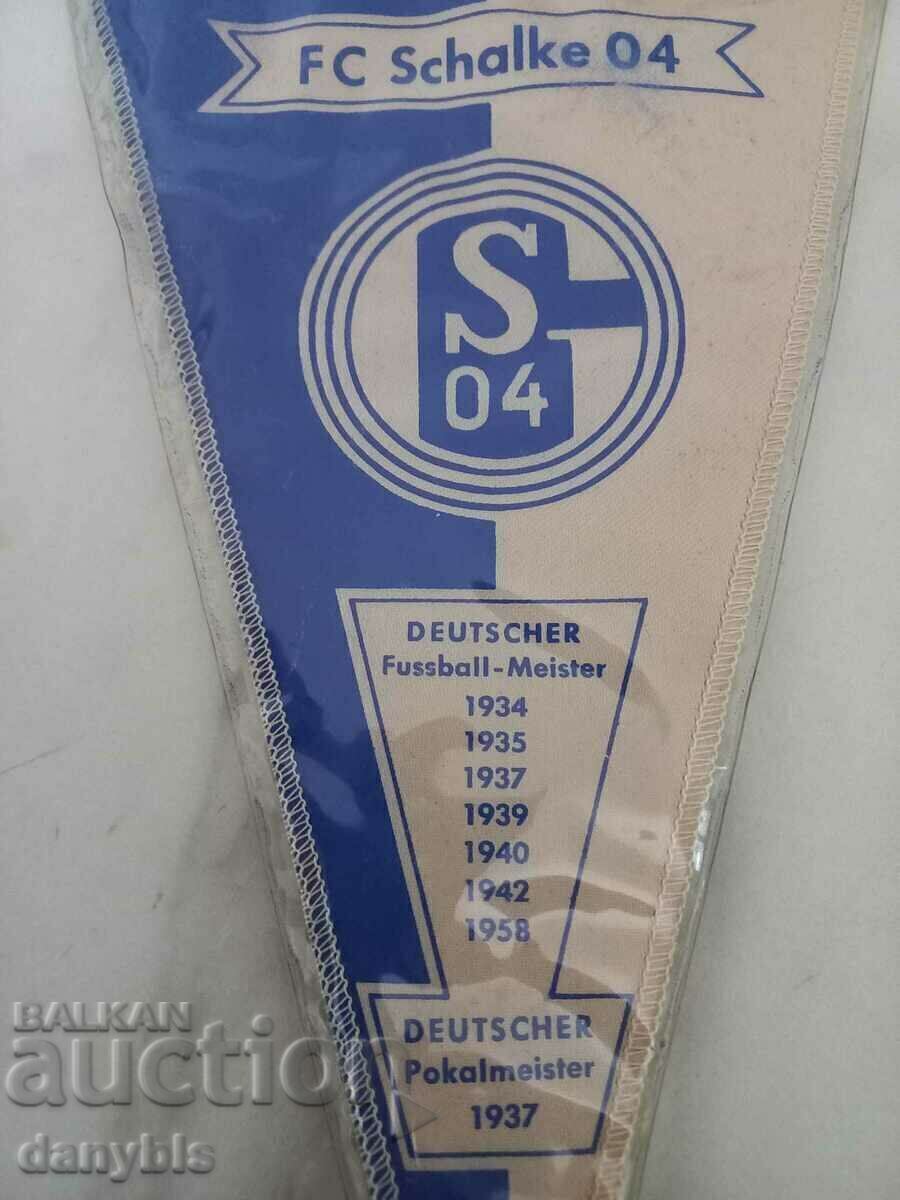 FC Schalke 04
S
04
DEUTSCHER
Fussball-Meister
1934
1935
1937
1939
1940
1942
1958
DEUTSCHER
Pokalmeister
1937
BALKAN
auction
danybls